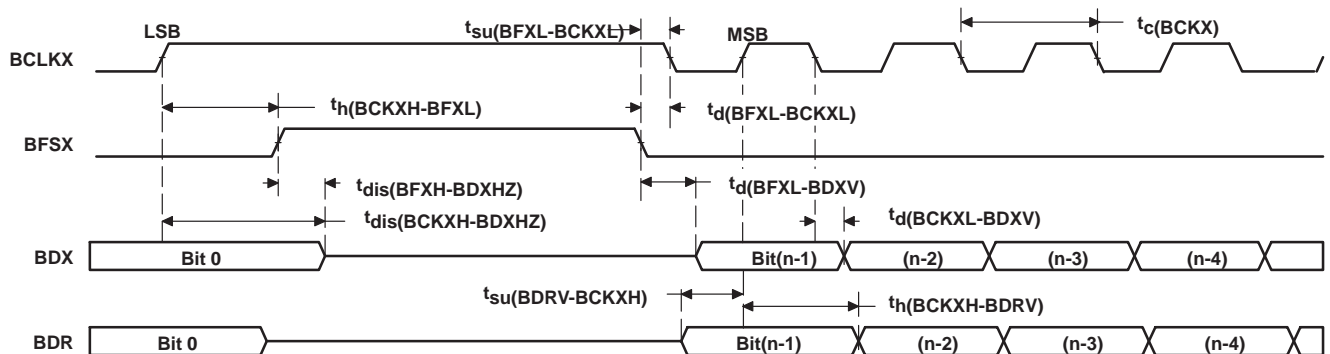 LSB
tsu(BFXL-BCKXL)
MSB
tc(BCKX)
BCLKX
th(BCKXH-BFXL)
td(BFXL-BCKXL)
BFSX
tdis(BFXH-BDXHZ)
td(BFXL-BDXV)
tdis(BCKXH-BDXHZ)
td(BCKXL-BDXV)
BDX Bit 0 Bit(n-1) (n-2) (n-3) (n-4)
tsu(BDRV-BCKXH)
th(BCKXH-BDRV)
BDR Bit 0 Bit(n-1) (n-2) (n-3) (n-4)